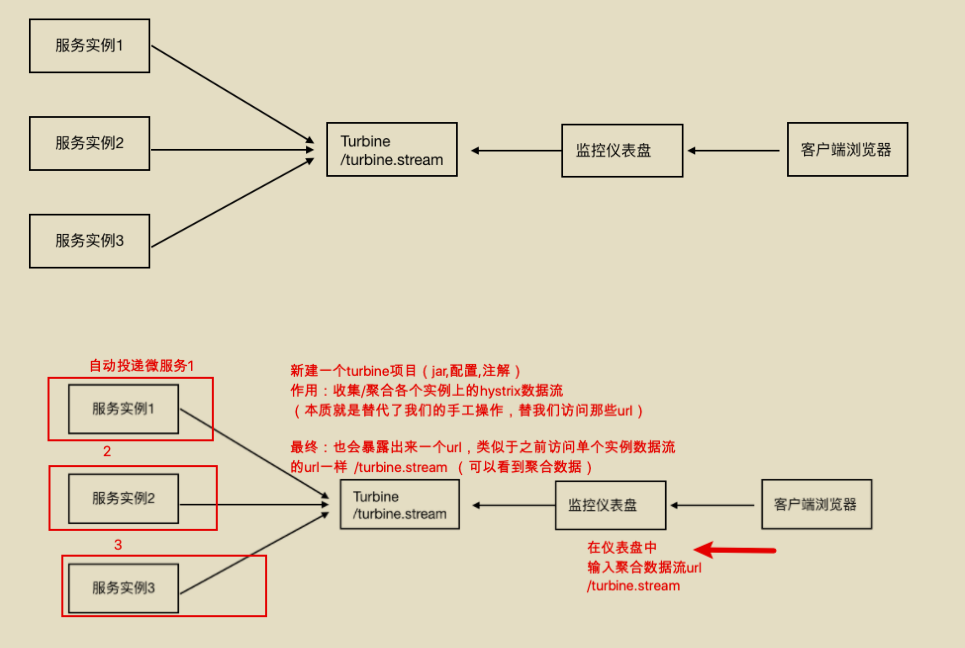 服务实例1
服务实例2
服务实例3
Turbine
/turbine.stream
监控仪表盘
客户端浏览器
自动投递微服务1
服务实例1
2
服务实例2
3
服务实例3
新建一个turbine项目（jar,配置,注解）
作用：收集/聚合各个实例上的hystrix数据流
（本质就是替代了我们的手工操作，替我们访问那些url）
最终：也会暴露出来一个url，类似于之前访问单个实例数据流
的url一样 /turbine.stream （可以看到聚合数据）
Turbine
/turbine.stream
监控仪表盘
客户端浏览器
在仪表盘中
输入聚合数据流url
/turbine.stream